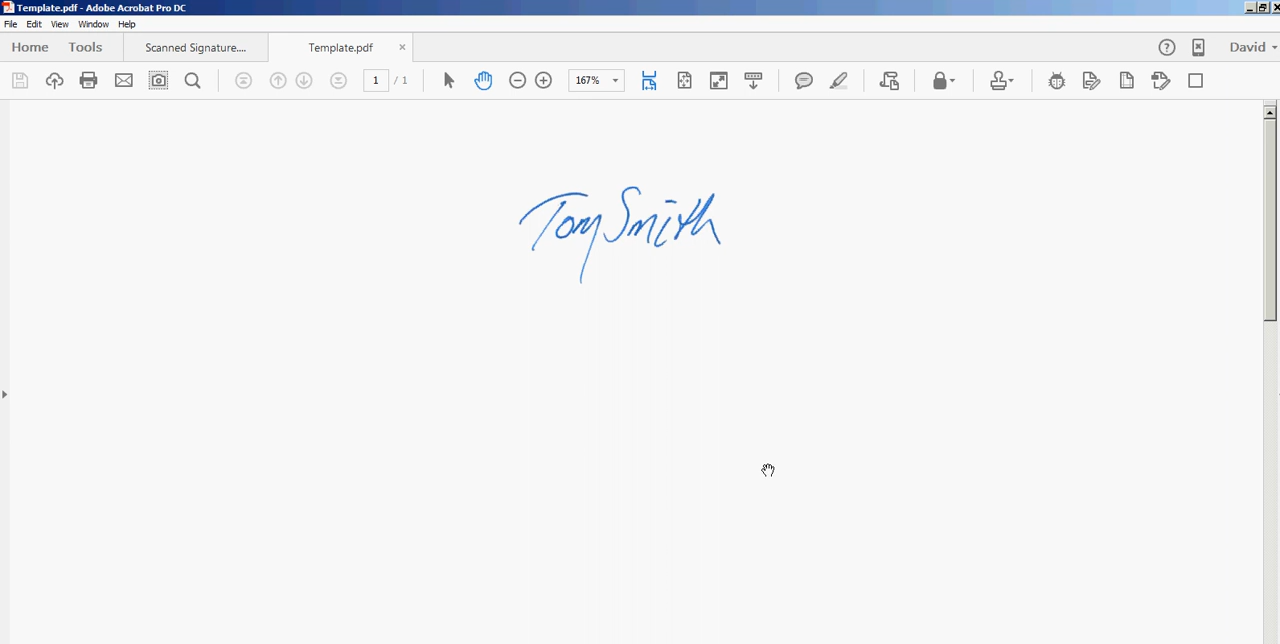 Template.pdf - Adobe Acrobat Pro DC
File Edit View Window Help
Home Tools Scanned Signature.... Template.pdf × David
1 / 1 167%
Tom Smith